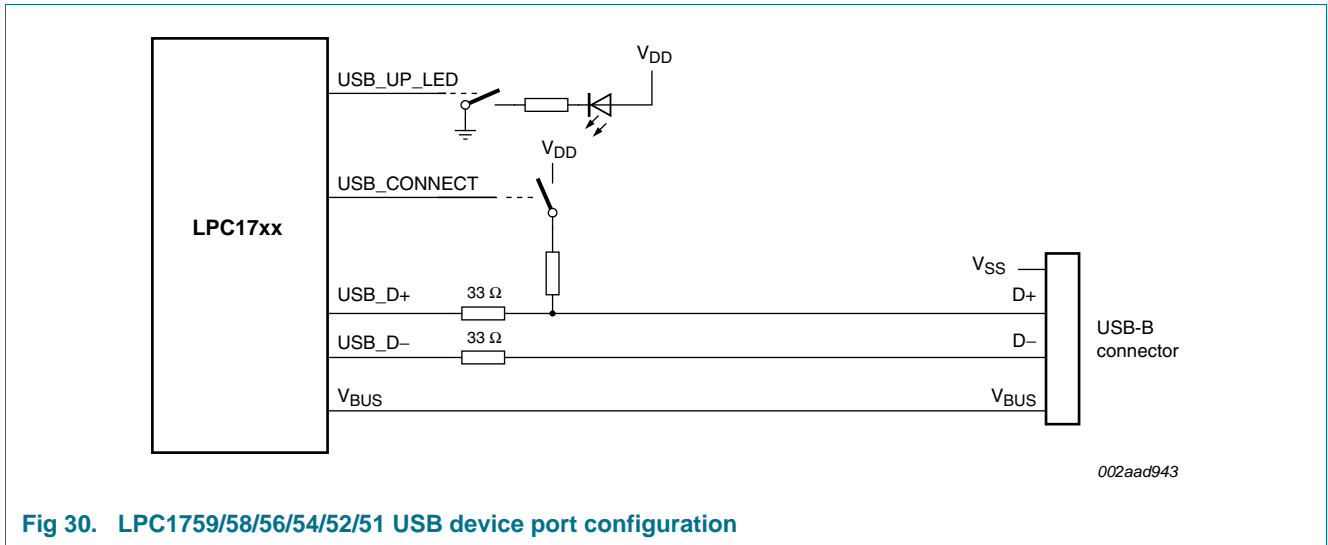 V_DD
USB_UP_LED
V_DD
USB_CONNECT
LPC17xx
V_SS
USB_D+
33 Ω
D+
USB-B
connector
USB_D–
33 Ω
D–
V_BUS
V_BUS
002aad943
Fig 30. LPC1759/58/56/54/52/51 USB device port configuration